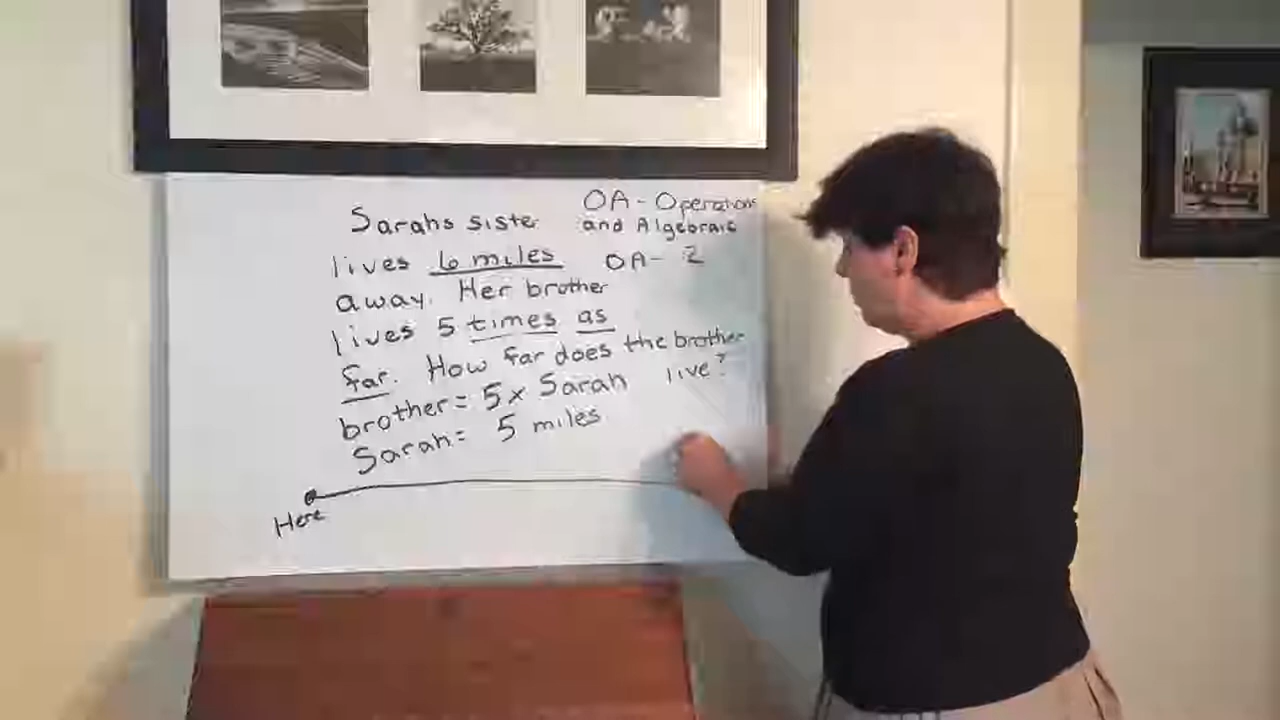 Sarahs sister
OA - Operations
and Algebraic
lives 6 miles
OA - 2
away. Her brother
lives 5 times as
far. How far does the brother
live?
brother = 5 x Sarah
Sarah = 5 miles
Here